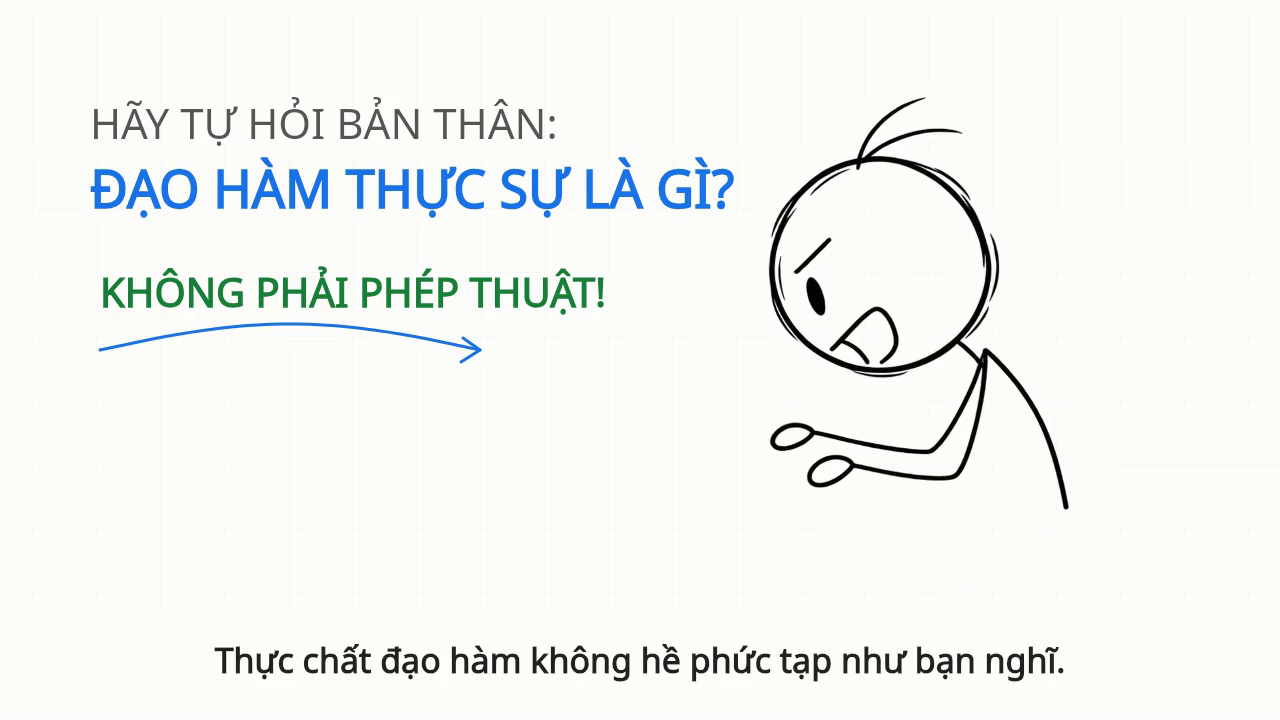 HÃY TỰ HỎI BẢN THÂN:
ĐẠO HÀM THỰC SỰ LÀ GÌ?
KHÔNG PHẢI PHÉP THUẬT!
Thực chất đạo hàm không hề phức tạp như bạn nghĩ.